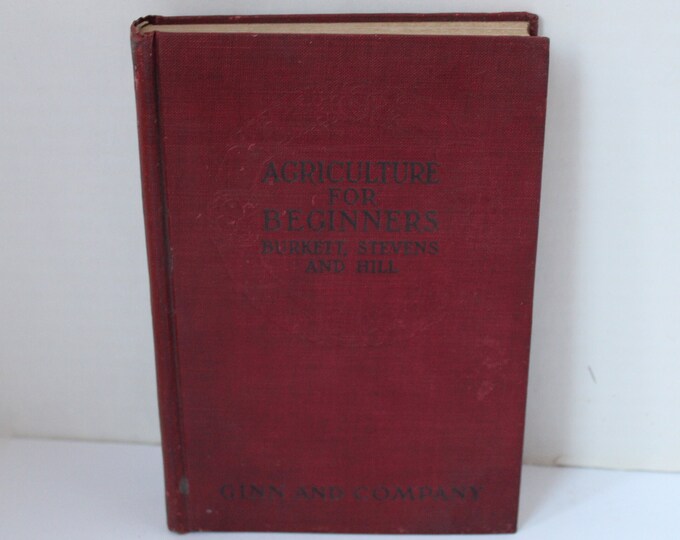 AGRICULTURE
FOR
BEGINNERS
BURKETT, STEVENS
AND HILL
GINN AND COMPANY